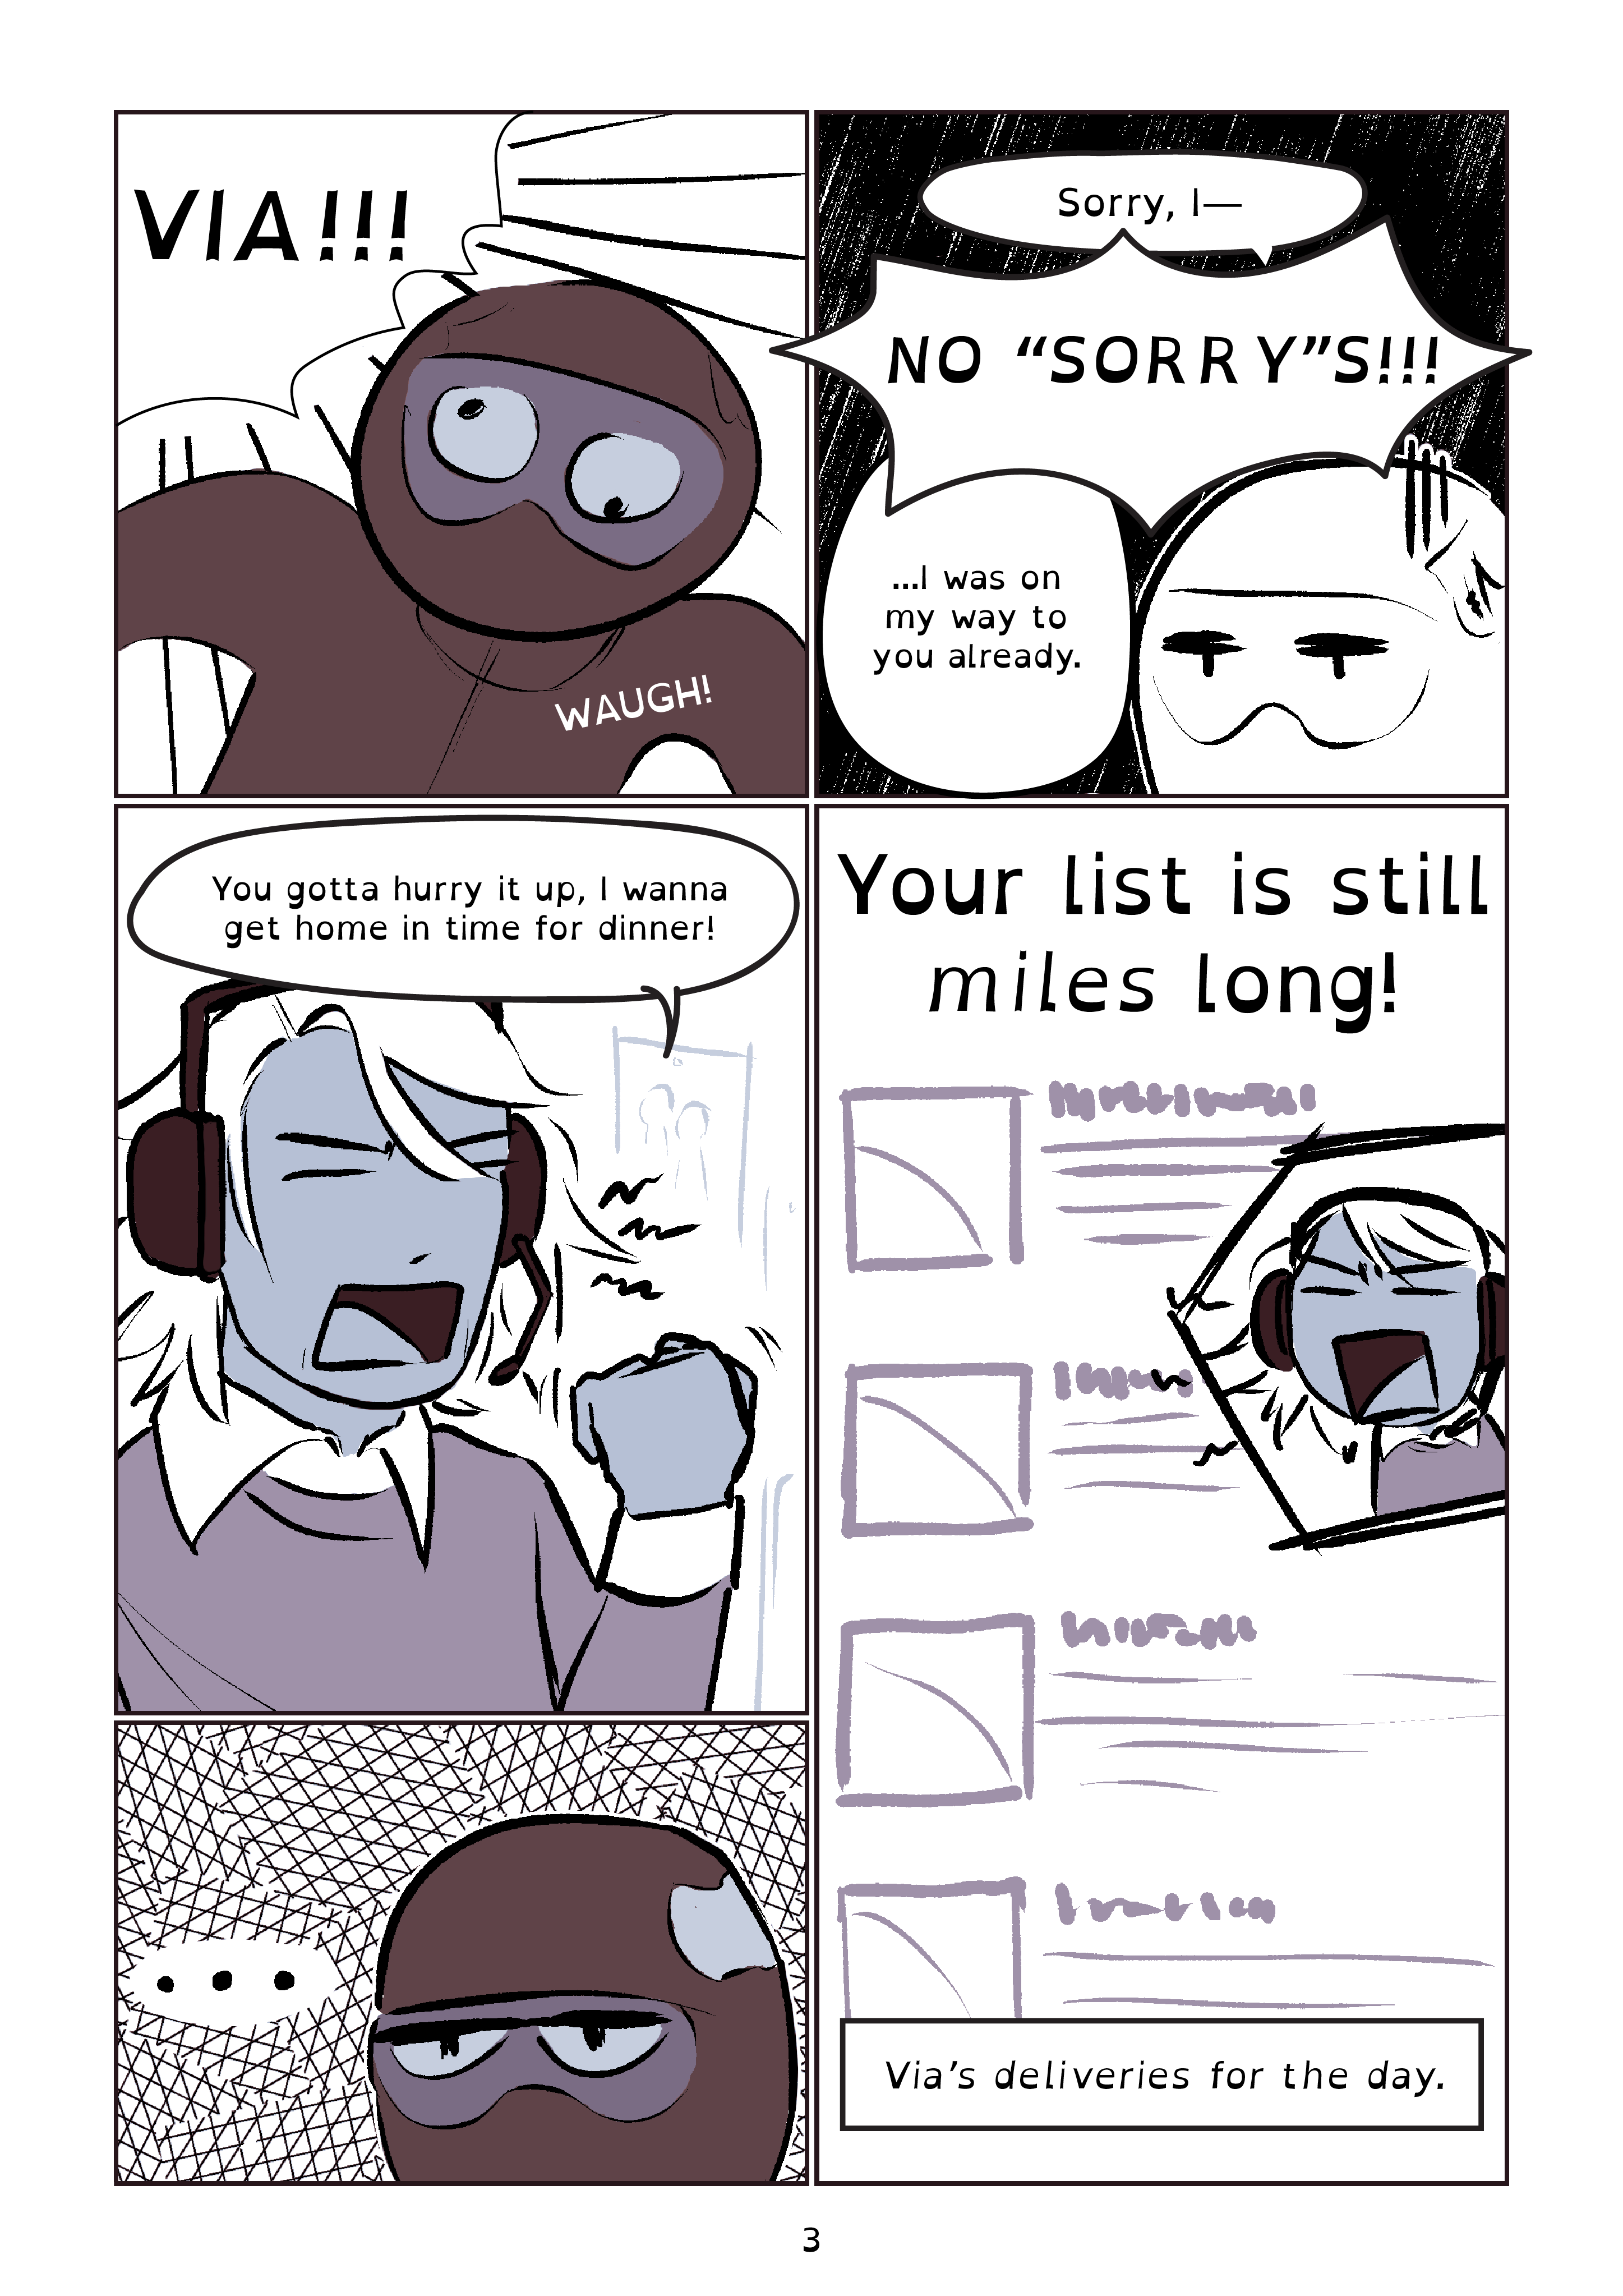 VIA!!!
WAUGH!
Sorry, I—
NO “SORRY”S!!!
...I was on
my way to
you already.
You gotta hurry it up, I wanna
get home in time for dinner!
Your list is still
miles long!
Via’s deliveries for the day.
...
3